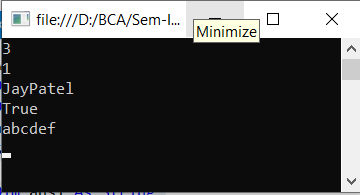 file:///D:/BCA/Sem-I...
Minimize
3
1
JayPatel
True
abcdef